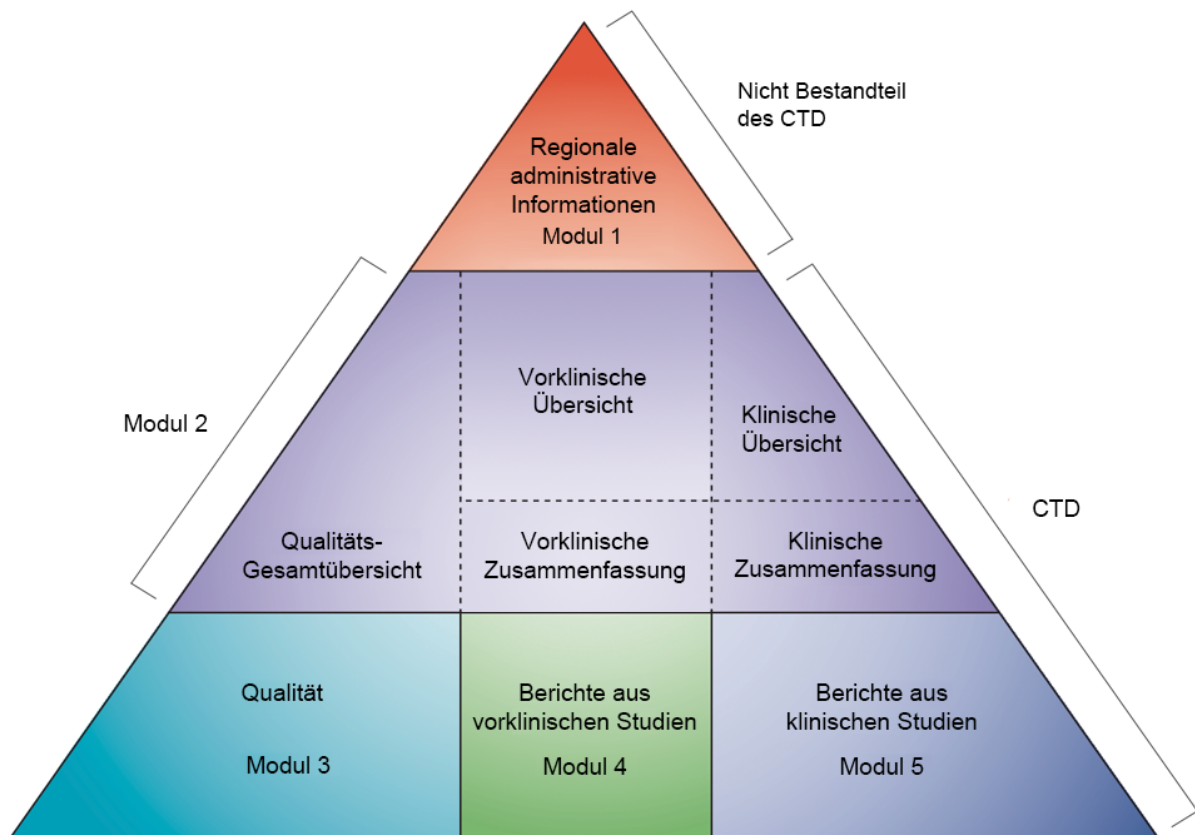 Nicht Bestandteil
des CTD
Regionale
administrative
Informationen
Modul 1
Modul 2
Vorklinische
Übersicht
Klinische
Übersicht
CTD
Qualitäts-
Gesamtübersicht
Vorklinische
Zusammenfassung
Klinische
Zusammenfassung
Qualität
Modul 3
Berichte aus
vorklinischen Studien
Modul 4
Berichte aus
klinischen Studien
Modul 5